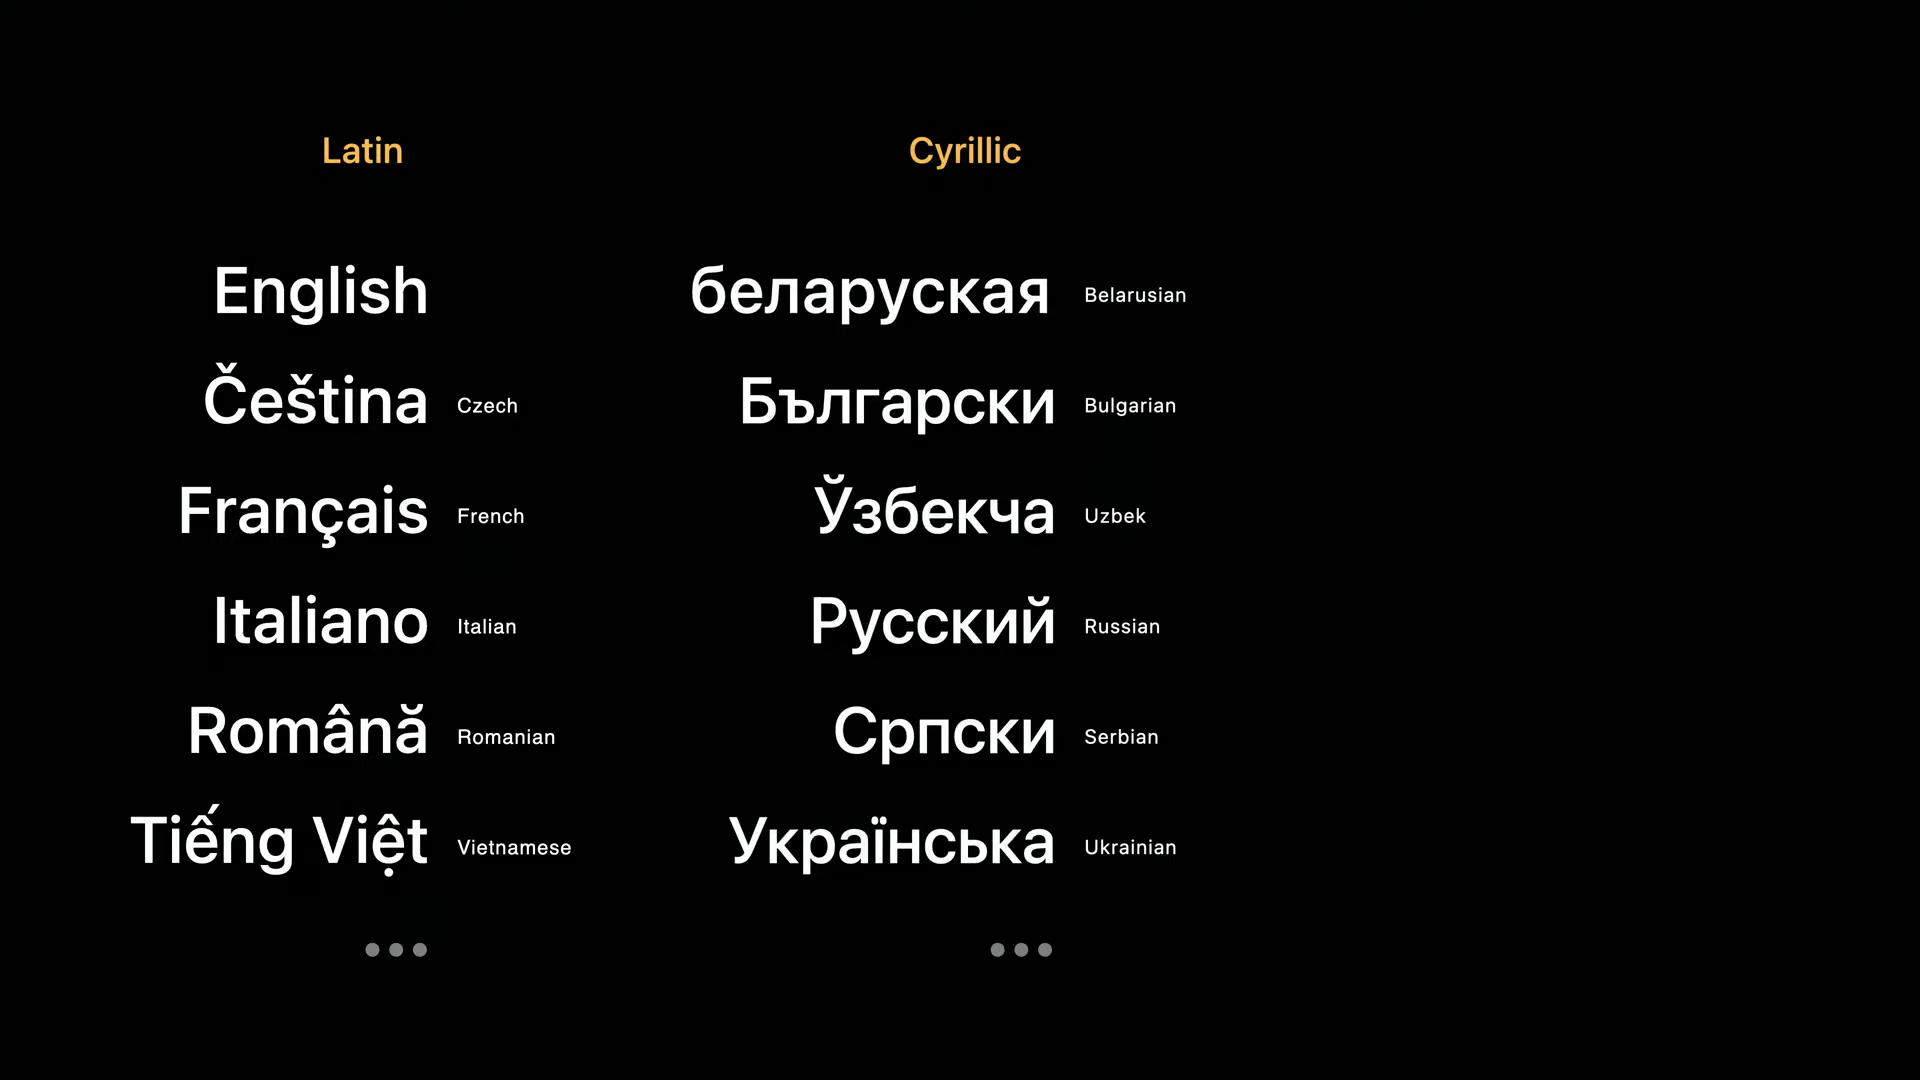 Latin
English
Čeština Czech
Français French
Italiano Italian
Română Romanian
Tiếng Việt Vietnamese
•••
Cyrillic
беларуская Belarusian
Български Bulgarian
Ўзбекча Uzbek
Русский Russian
Српски Serbian
Українська Ukrainian
•••